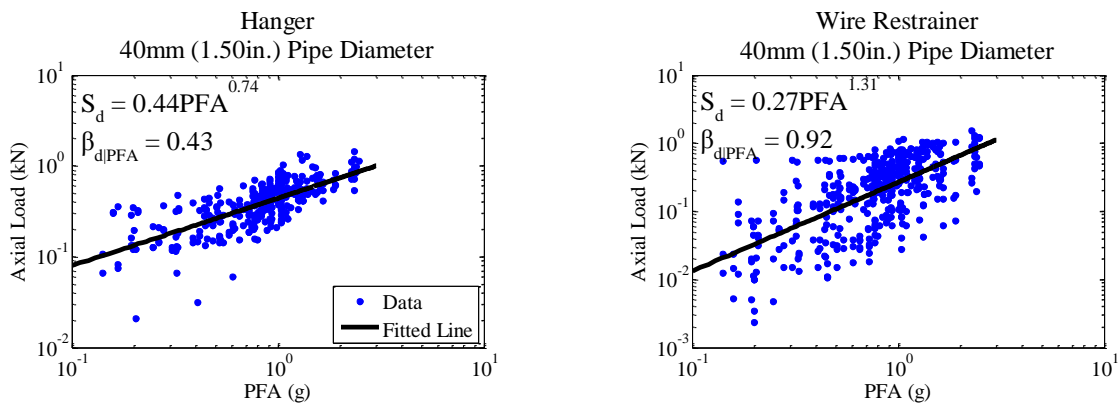 Hanger
40mm (1.50in.) Pipe Diameter
10^1
10^0
10^-1
10^-2
Axial Load (kN)
S_d = 0.44PFA^0.74
β_d|PFA = 0.43
Data
Fitted Line
10^-1
10^0
10^1
PFA (g)
Wire Restrainer
40mm (1.50in.) Pipe Diameter
10^1
10^0
10^-1
10^-2
10^-3
Axial Load (kN)
S_d = 0.27PFA^1.31
β_d|PFA = 0.92
10^-1
10^0
10^1
PFA (g)